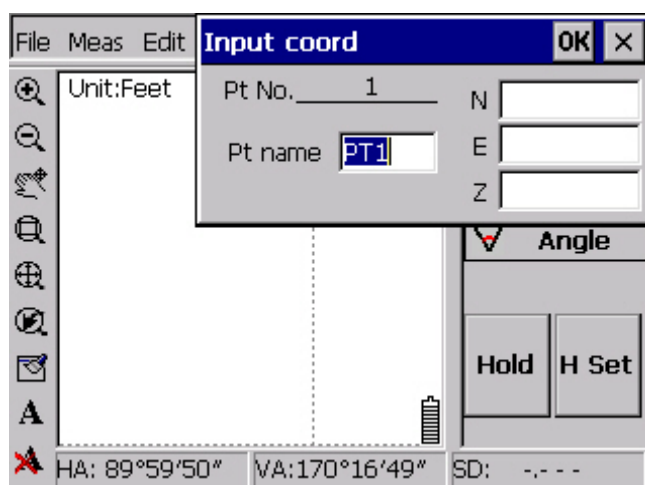 File Meas Edit
Input coord OK ×
Unit:Feet
Pt No. 1
Pt name PT1
N
E
Z
Angle
Hold H Set
A
A
HA: 89°59'50" VA:170°16'49" SD: -.- - -